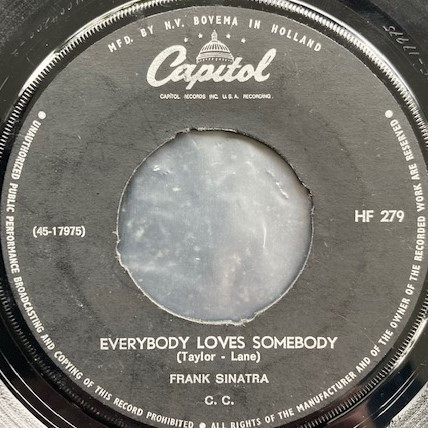 MFD. BY N.V. BOVEMA IN HOLLAND
Capitol
CAPITOL RECORDS INC. U.S.A. RECORDING
(45-17975)
HF 279
EVERYBODY LOVES SOMEBODY
(Taylor - Lane)
FRANK SINATRA
C. C.
● UNAUTHORIZED PUBLIC PERFORMANCE BROADCASTING AND COPYING OF THIS RECORD PROHIBITED ● ALL RIGHTS OF THE MANUFACTURER AND OF THE OWNER OF THE RECORDED WORK ARE RESERVED ●